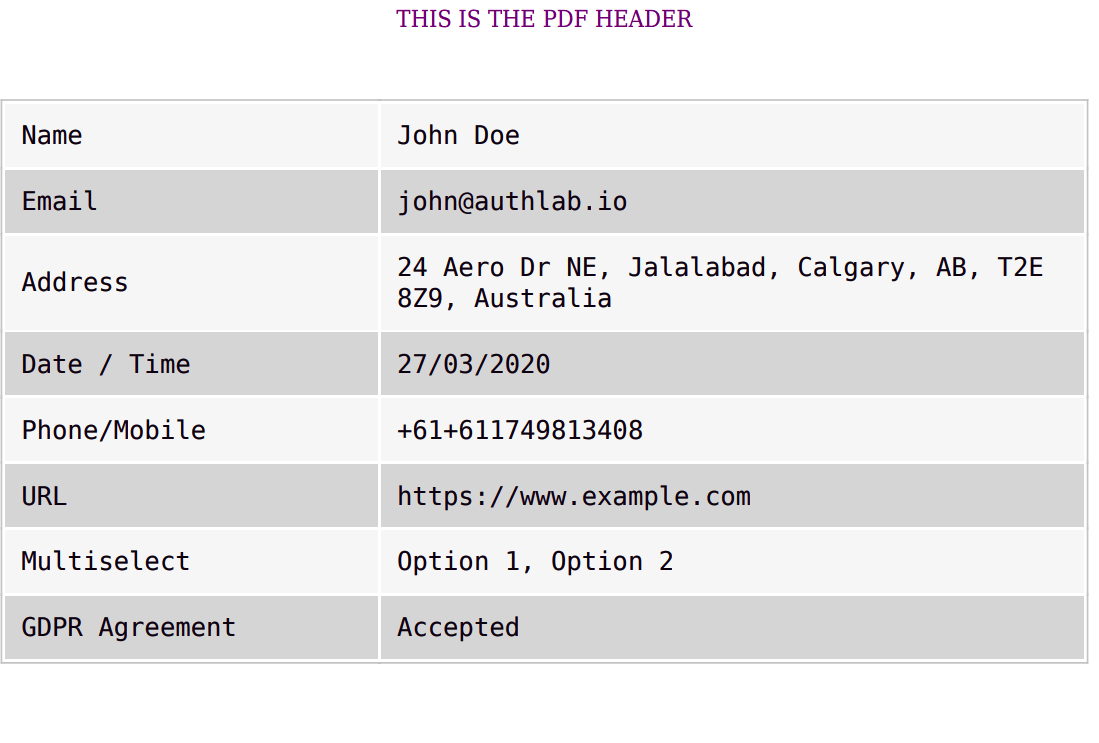 THIS IS THE PDF HEADER
Name John Doe
Email john@authlab.io
Address 24 Aero Dr NE, Jalalabad, Calgary, AB, T2E
8Z9, Australia
Date / Time 27/03/2020
Phone/Mobile +61+611749813408
URL https://www.example.com
Multiselect Option 1, Option 2
GDPR Agreement Accepted